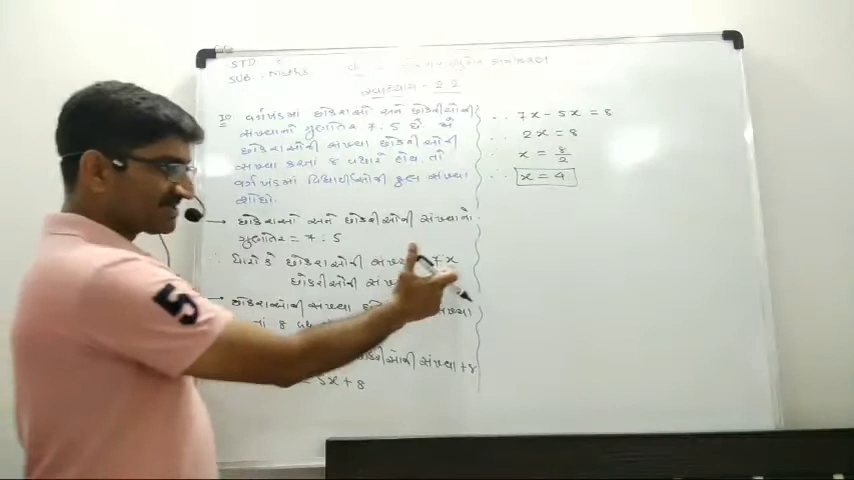 STD :
SUB : Maths
સ્વાધ્યાય - 2.2
10 વર્ગખંડમાં છોકરાઓ અને છોકરીઓની
સંખ્યાનો ગુણોત્તર 7:5 છે જો
છોકરાઓની સંખ્યા છોકરીઓની
સંખ્યા કરતાં 8 વધારે હોય તો
વર્ગખંડમાં વિદ્યાર્થીઓની કુલ સંખ્યા
શોધો.
→ છોકરાઓ અને છોકરીઓની સંખ્યાનો
ગુણોત્તર = 7 : 5
∴ ધારો કે છોકરાઓની 7x
છોકરીઓની
→ છોકરાઓની સંખ્યા
8
છોકરીઓની સંખ્યા + 8
= 5x + 8
∴ 7x - 5x = 8
∴ 2x = 8
∴ x = 8/2
∴ x = 4
5